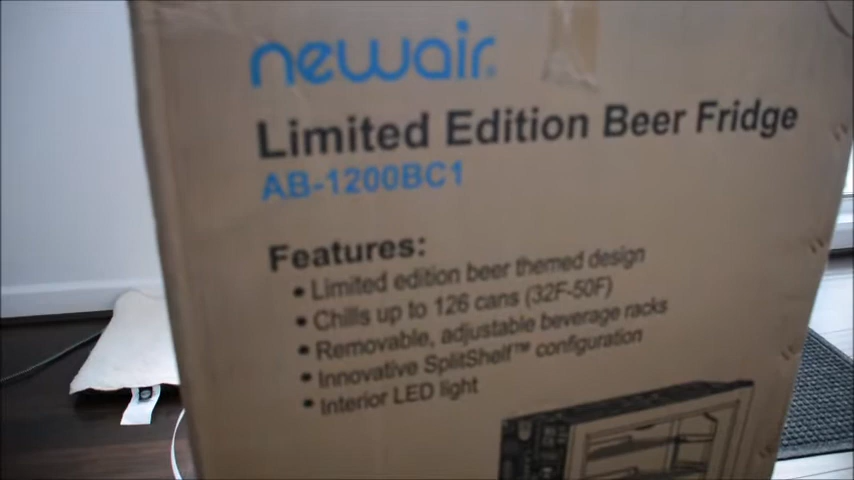 newair
Limited Edition Beer Fridge
AB-1200BC1
Features:
• Limited edition beer themed design
• Chills up to 126 cans (32F-50F)
• Removable, adjustable beverage racks
• Innovative SplitShelf™ configuration
• Interior LED light